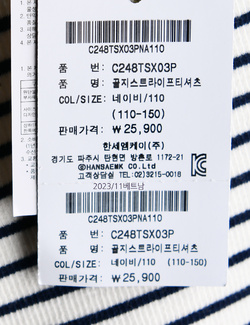 C248TSX03PNA110
품 번: C248TSX03P
품 명: 골지스트라이프티셔츠
COL/SIZE: 네이비/110
(110-150)
판매가격: ₩25,900
한세엠케이(주)
경기도 파주시 탄현면 방촌로 1172-21
ⓒHANSAEMK CO.Ltd
고객상담실 TEL:02)3215-0018
2023/11베트남
C248TSX03PNA110
품 번: C248TSX03P
품 명: 골지스트라이프티셔츠
COL/SIZE: 네이비/110 (110-150)
판매가격: ₩25,900